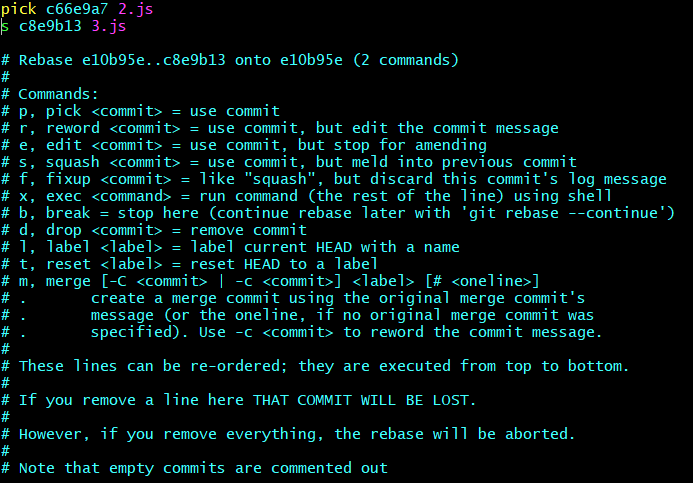 pick c66e9a7 2.js
s c8e9b13 3.js
# Rebase e10b95e..c8e9b13 onto e10b95e (2 commands)
#
# Commands:
# p, pick <commit> = use commit
# r, reword <commit> = use commit, but edit the commit message
# e, edit <commit> = use commit, but stop for amending
# s, squash <commit> = use commit, but meld into previous commit
# f, fixup <commit> = like "squash", but discard this commit's log message
# x, exec <command> = run command (the rest of the line) using shell
# b, break = stop here (continue rebase later with 'git rebase --continue')
# d, drop <commit> = remove commit
# l, label <label> = label current HEAD with a name
# t, reset <label> = reset HEAD to a label
# m, merge [-C <commit> | -c <commit>] <label> [# <oneline>]
# .       create a merge commit using the original merge commit's
# .       message (or the oneline, if no original merge commit was
# .       specified). Use -c <commit> to reword the commit message.
#
# These lines can be re-ordered; they are executed from top to bottom.
#
# If you remove a line here THAT COMMIT WILL BE LOST.
#
# However, if you remove everything, the rebase will be aborted.
#
# Note that empty commits are commented out